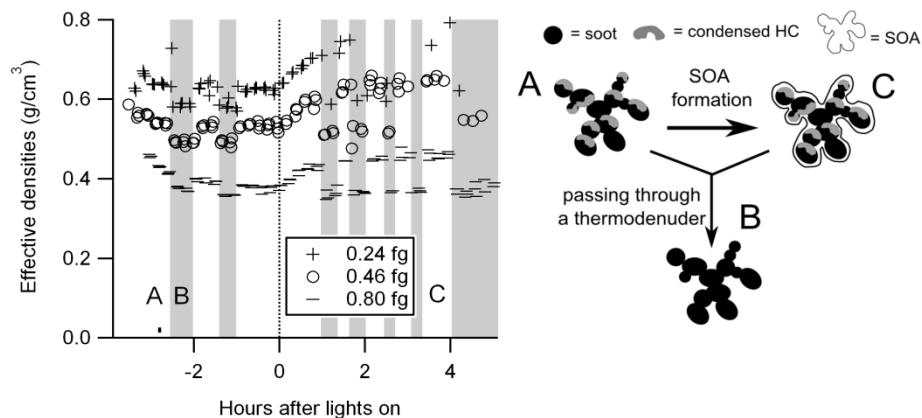 Effective densities (g/cm³)
0.8
0.6
0.4
0.2
0.0
A B
C
+ 0.24 fg
○ 0.46 fg
— 0.80 fg
-2 0 2 4
Hours after lights on
= soot = condensed HC = SOA
A
SOA
formation
C
passing through
a thermodenuder
B